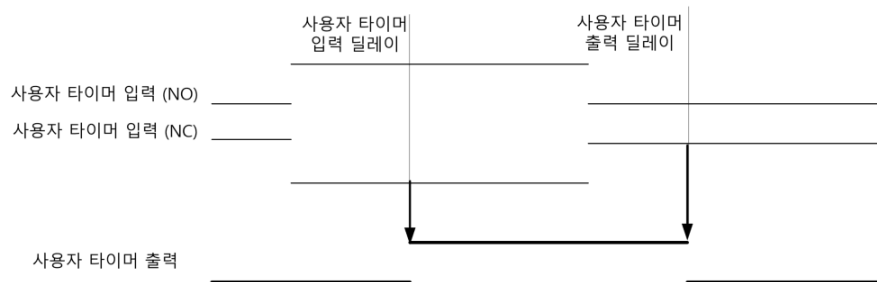 사용자 타이머
입력 딜레이
사용자 타이머
출력 딜레이
사용자 타이머 입력 (NO)
사용자 타이머 입력 (NC)
사용자 타이머 출력